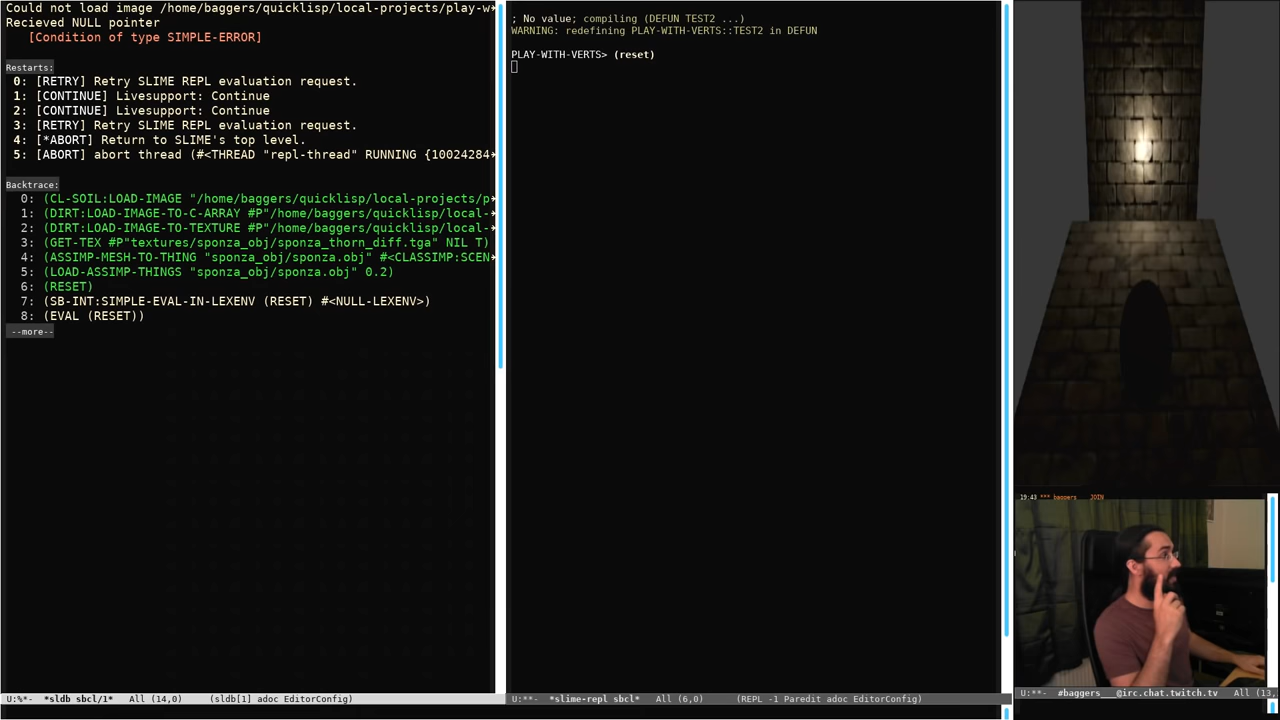 Could not load image /home/baggers/quicklisp/local-projects/play-w
Recieved NULL pointer
[Condition of type SIMPLE-ERROR]
Restarts:
0: [RETRY] Retry SLIME REPL evaluation request.
1: [CONTINUE] Livesupport: Continue
2: [CONTINUE] Livesupport: Continue
3: [RETRY] Retry SLIME REPL evaluation request.
4: [*ABORT] Return to SLIME's top level.
5: [ABORT] abort thread (#<THREAD "repl-thread" RUNNING {10024284
Backtrace:
0: (CL-SOIL:LOAD-IMAGE "/home/baggers/quicklisp/local-projects/p
1: (DIRT:LOAD-IMAGE-TO-C-ARRAY #P"/home/baggers/quicklisp/local-
2: (DIRT:LOAD-IMAGE-TO-TEXTURE #P"/home/baggers/quicklisp/local-
3: (GET-TEX #P"textures/sponza_obj/sponza_thorn_diff.tga" NIL T)
4: (ASSIMP-MESH-TO-THING "sponza_obj/sponza.obj" #<CLASSIMP:SCEN
5: (LOAD-ASSIMP-THINGS "sponza_obj/sponza.obj" 0.2)
6: (RESET)
7: (SB-INT:SIMPLE-EVAL-IN-LEXENV (RESET) #<NULL-LEXENV>)
8: (EVAL (RESET))
--more--
U:%*- *sldb sbcl/1* All (14,0) (sldb[1] adoc EditorConfig)
; No value; compiling (DEFUN TEST2 ...)
WARNING: redefining PLAY-WITH-VERTS::TEST2 in DEFUN
PLAY-WITH-VERTS> (reset)
U:**- *slime-repl sbcl* All (6,0) (REPL -1 Paredit adoc EditorConfig)
19:43 *** baggers JOIN
U:**- #baggers___@irc.chat.twitch.tv All (13,